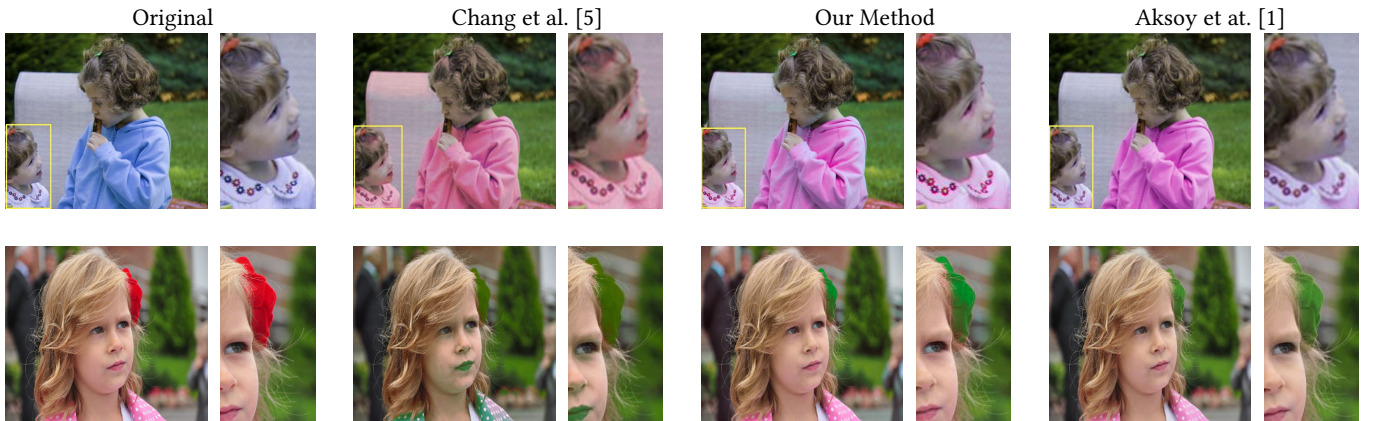 Original
Chang et al. [5]
Our Method
Aksoy et at. [1]